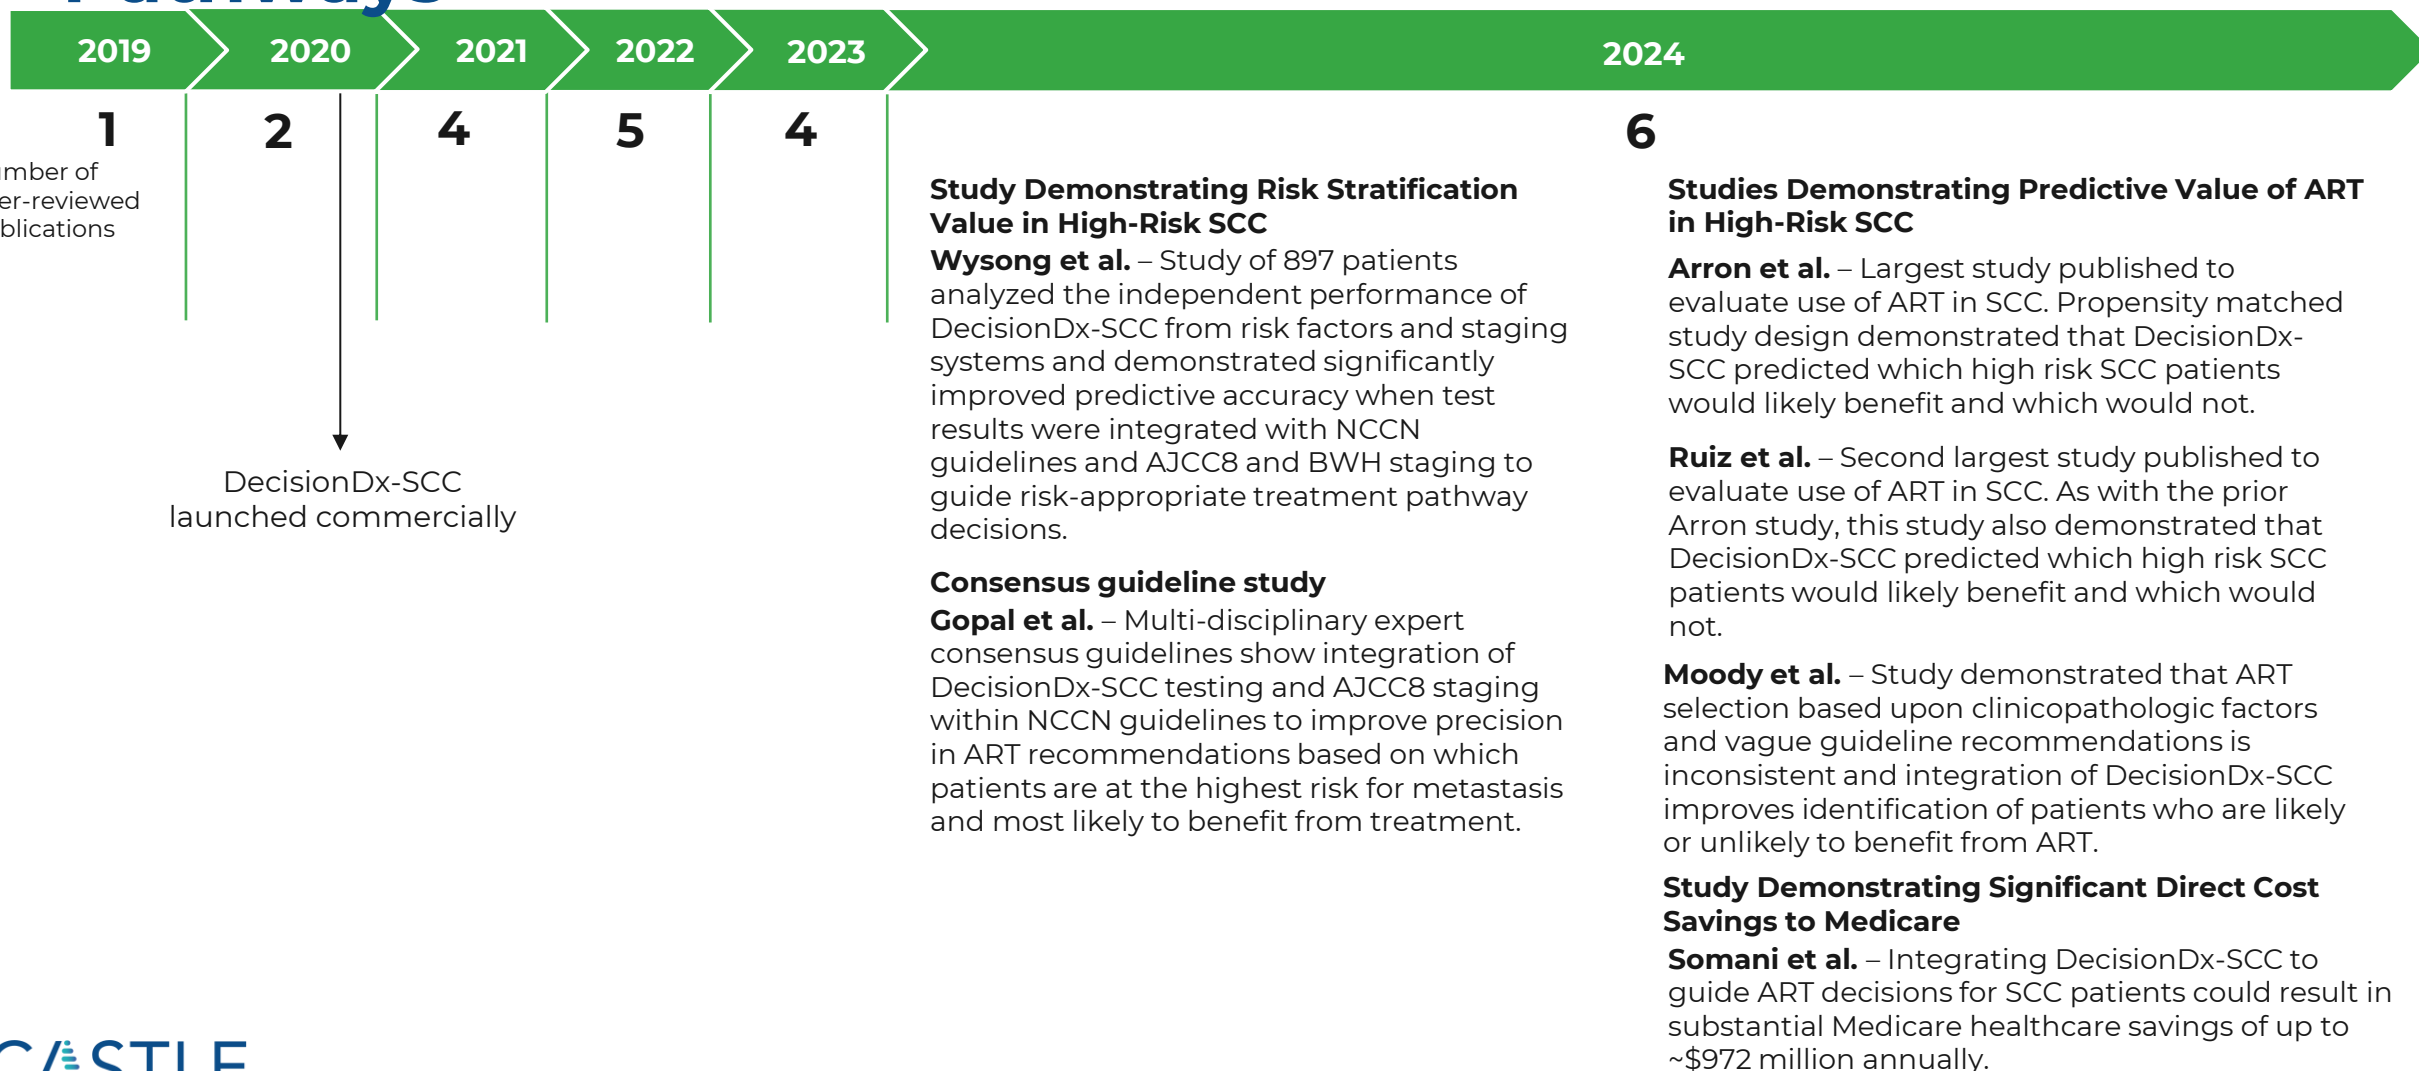 Pathways
2019
2020
2021
2022
2023
2024
1
2
4
5
4
6
mber of
er-reviewed
blications
DecisionDx-SCC
launched commercially
Study Demonstrating Risk Stratification
Value in High-Risk SCC
Wysong et al. – Study of 897 patients
analyzed the independent performance of
DecisionDx-SCC from risk factors and staging
systems and demonstrated significantly
improved predictive accuracy when test
results were integrated with NCCN
guidelines and AJCC8 and BWH staging to
guide risk-appropriate treatment pathway
decisions.
Consensus guideline study
Gopal et al. – Multi-disciplinary expert
consensus guidelines show integration of
DecisionDx-SCC testing and AJCC8 staging
within NCCN guidelines to improve precision
in ART recommendations based on which
patients are at the highest risk for metastasis
and most likely to benefit from treatment.
Studies Demonstrating Predictive Value of ART
in High-Risk SCC
Arron et al. – Largest study published to
evaluate use of ART in SCC. Propensity matched
study design demonstrated that DecisionDx-
SCC predicted which high risk SCC patients
would likely benefit and which would not.
Ruiz et al. – Second largest study published to
evaluate use of ART in SCC. As with the prior
Arron study, this study also demonstrated that
DecisionDx-SCC predicted which high risk SCC
patients would likely benefit and which would
not.
Moody et al. – Study demonstrated that ART
selection based upon clinicopathologic factors
and vague guideline recommendations is
inconsistent and integration of DecisionDx-SCC
improves identification of patients who are likely
or unlikely to benefit from ART.
Study Demonstrating Significant Direct Cost
Savings to Medicare
Somani et al. – Integrating DecisionDx-SCC to
guide ART decisions for SCC patients could result in
substantial Medicare healthcare savings of up to
~$972 million annually.
CASTLE